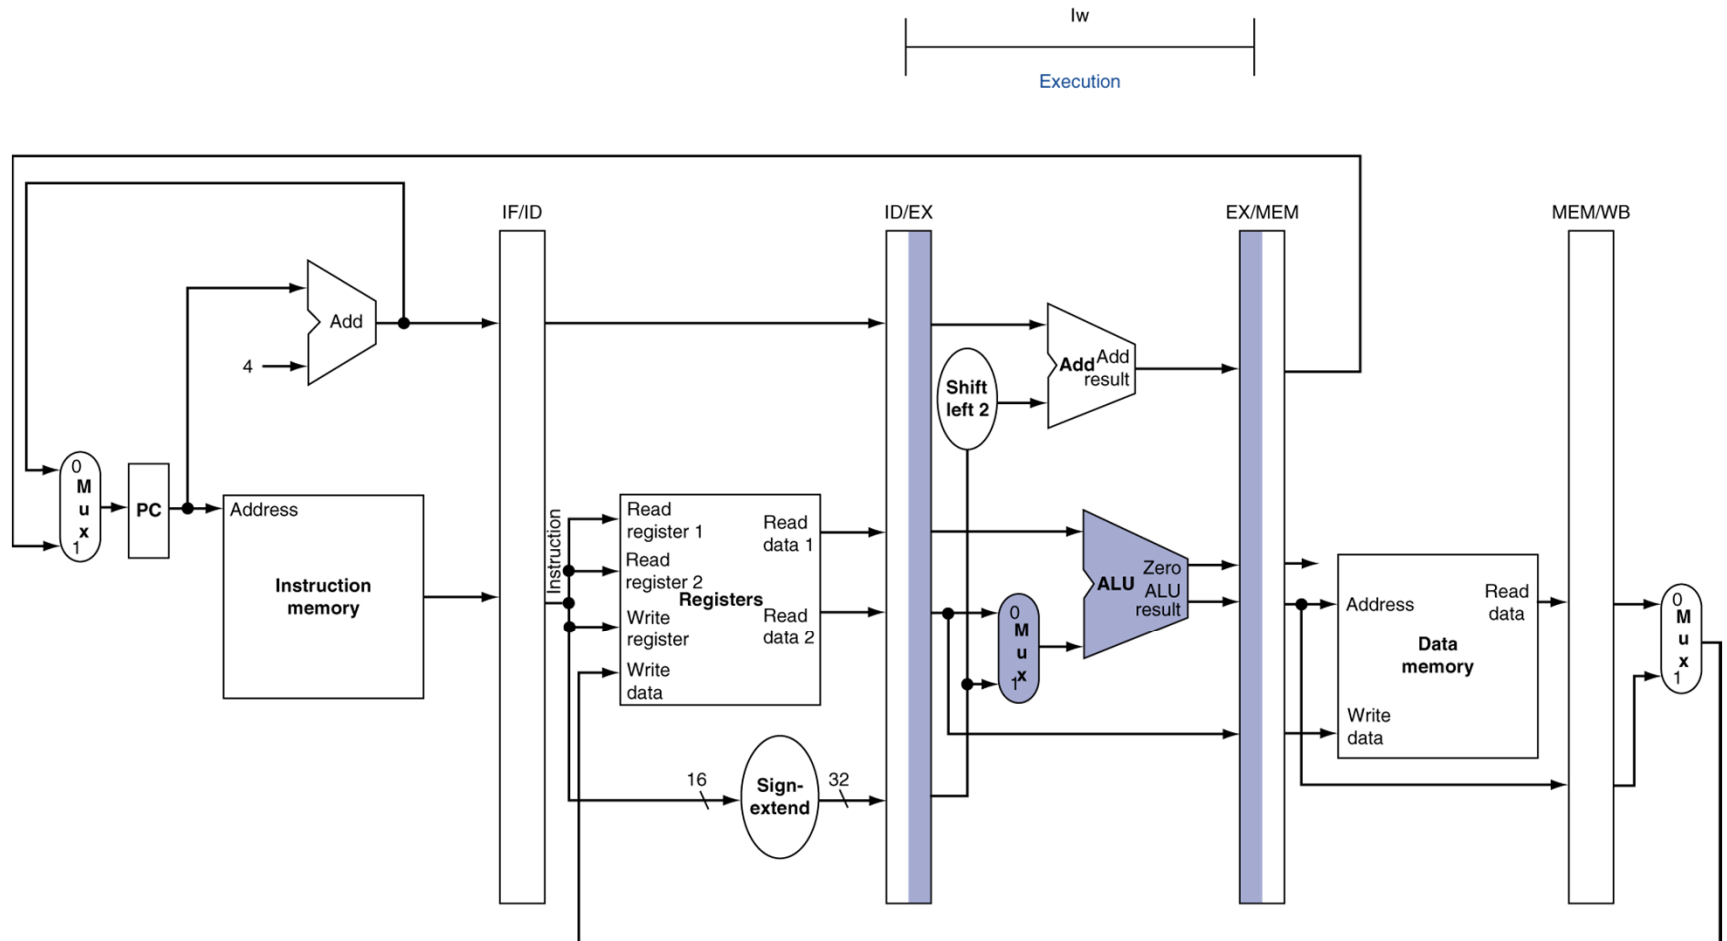 lw
Execution
IF/ID
ID/EX
EX/MEM
MEM/WB
Add
4
Add
Add
result
Shift
left 2
0
M
u
x
1
PC
Address
Instruction
memory
Instruction
Read
register 1
Read
register 2
Write
register
Write
data
Registers
Read
data 1
Read
data 2
16
Sign-
extend
32
0
M
u
x
1
ALU
Zero
ALU
result
Address
Write
data
Data
memory
Read
data
0
M
u
x
1